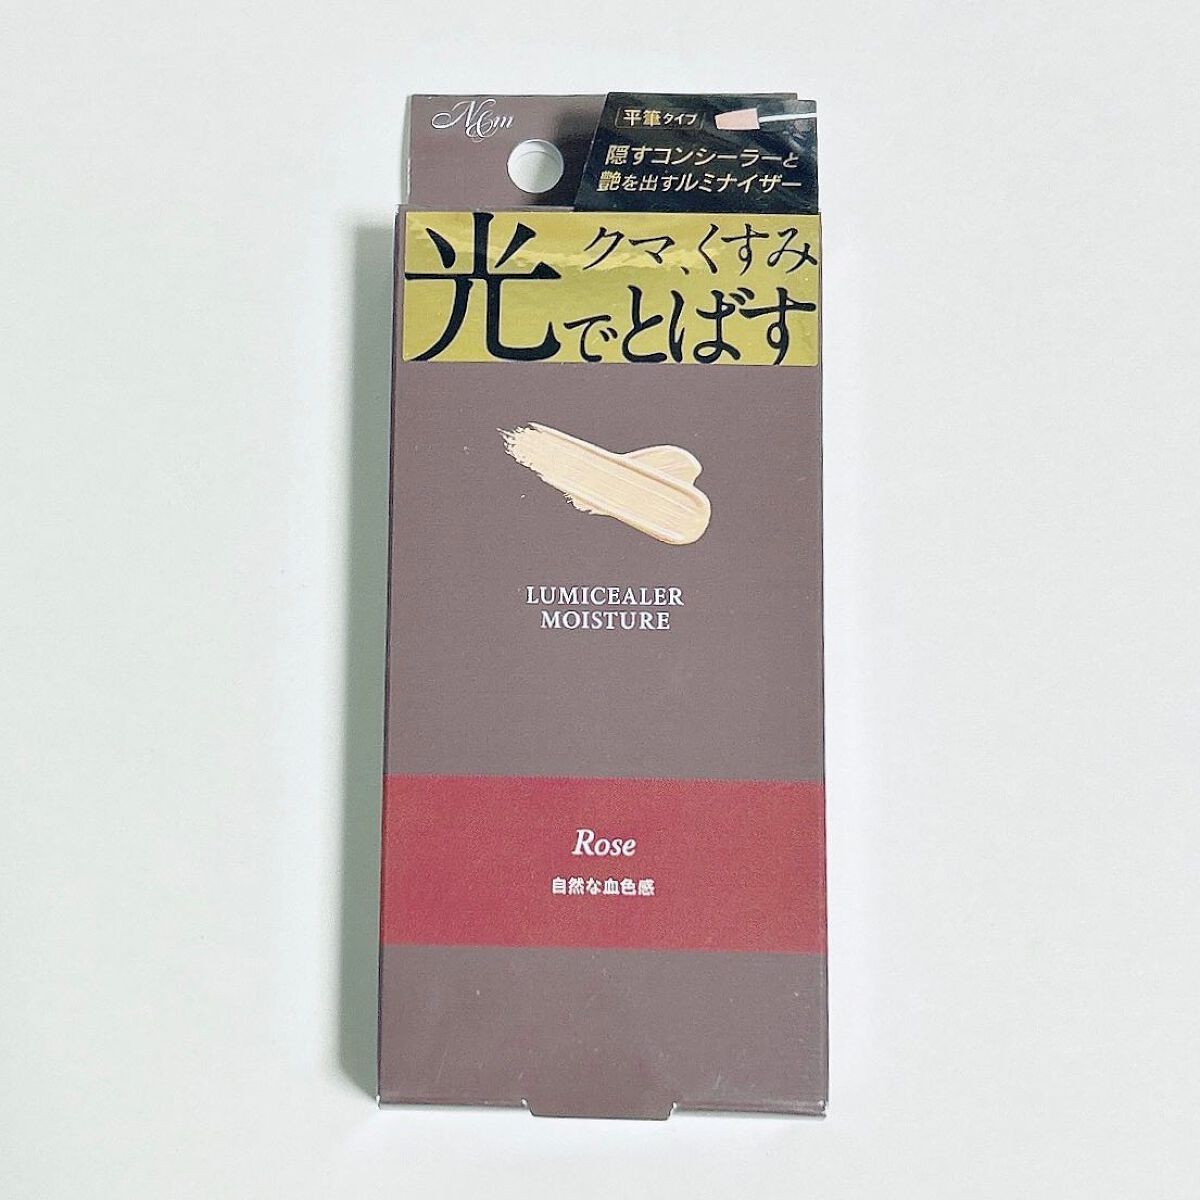 平筆タイプ
隠すコンシーラーと
艶を出すルミナイザー
クマ、くすみ
光でとばす
LUMICEALER
MOISTURE
Rose
自然な血色感